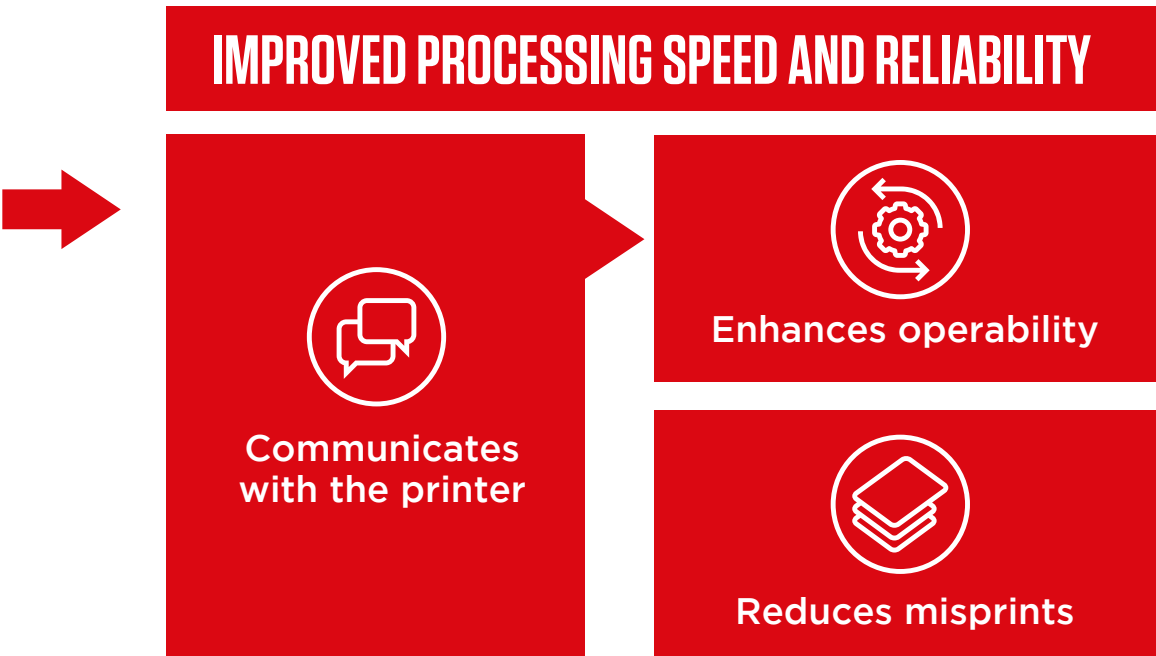 IMPROVED PROCESSING SPEED AND RELIABILITY
Communicates
with the printer
Enhances operability
Reduces misprints